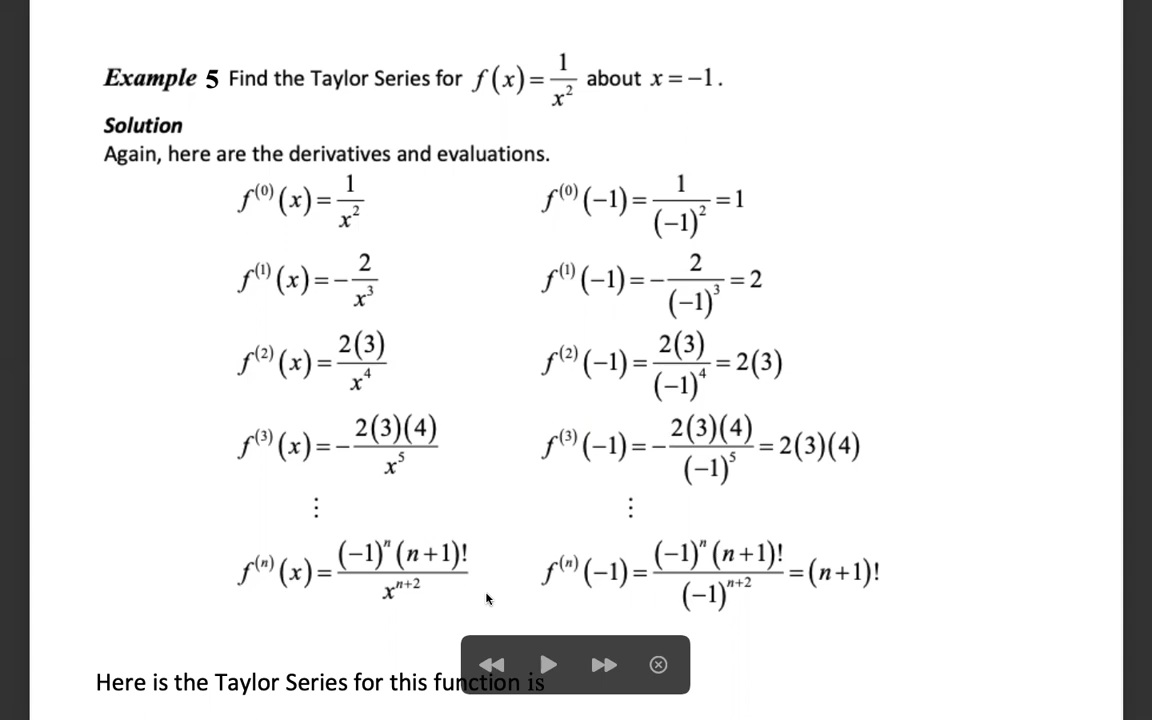 Example 5 Find the Taylor Series for f(x) = 1/x² about x = −1.
Solution
Again, here are the derivatives and evaluations.
f⁽⁰⁾(x) = 1/x²    f⁽⁰⁾(−1) = 1/(−1)² = 1
f⁽¹⁾(x) = −2/x³    f⁽¹⁾(−1) = −2/(−1)³ = 2
f⁽²⁾(x) = 2(3)/x⁴    f⁽²⁾(−1) = 2(3)/(−1)⁴ = 2(3)
f⁽³⁾(x) = −2(3)(4)/x⁵    f⁽³⁾(−1) = −2(3)(4)/(−1)⁵ = 2(3)(4)
⋮    ⋮
f⁽ⁿ⁾(x) = (−1)ⁿ(n+1)!/xⁿ⁺²    f⁽ⁿ⁾(−1) = (−1)ⁿ(n+1)!/(−1)ⁿ⁺² = (n+1)!
Here is the Taylor Series for this function is